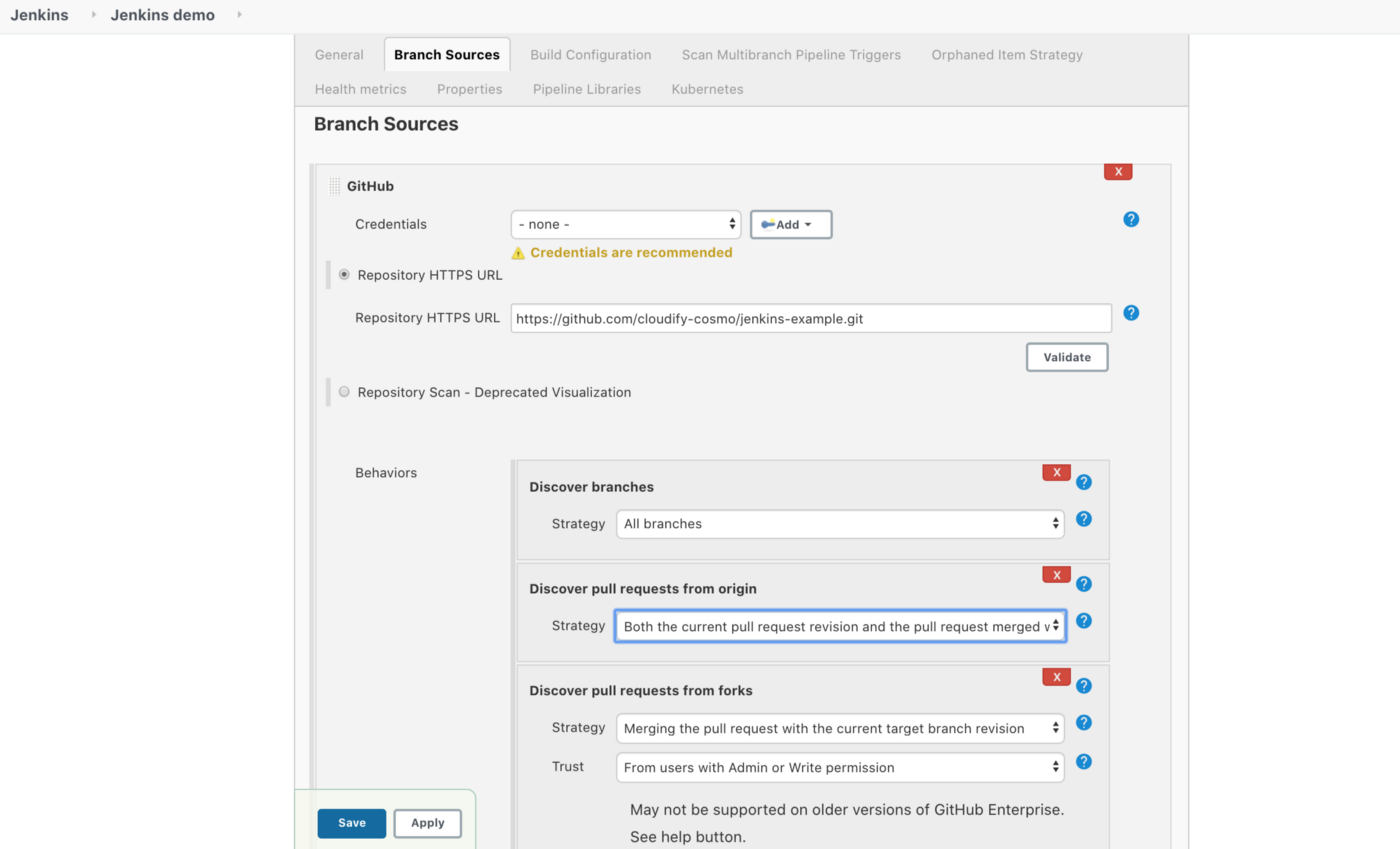 Jenkins Jenkins demo
General Branch Sources Build Configuration Scan Multibranch Pipeline Triggers Orphaned Item Strategy
Health metrics Properties Pipeline Libraries Kubernetes
Branch Sources
X
GitHub
Credentials - none - Add ?
Credentials are recommended
Repository HTTPS URL
Repository HTTPS URL https://github.com/cloudify-cosmo/jenkins-example.git ?
Validate
Repository Scan - Deprecated Visualization
Behaviors
X
Discover branches ?
Strategy All branches ?
X
Discover pull requests from origin ?
Strategy Both the current pull request revision and the pull request merged w ?
X
Discover pull requests from forks ?
Strategy Merging the pull request with the current target branch revision ?
Trust From users with Admin or Write permission ?
May not be supported on older versions of GitHub Enterprise.
See help button.
Save Apply